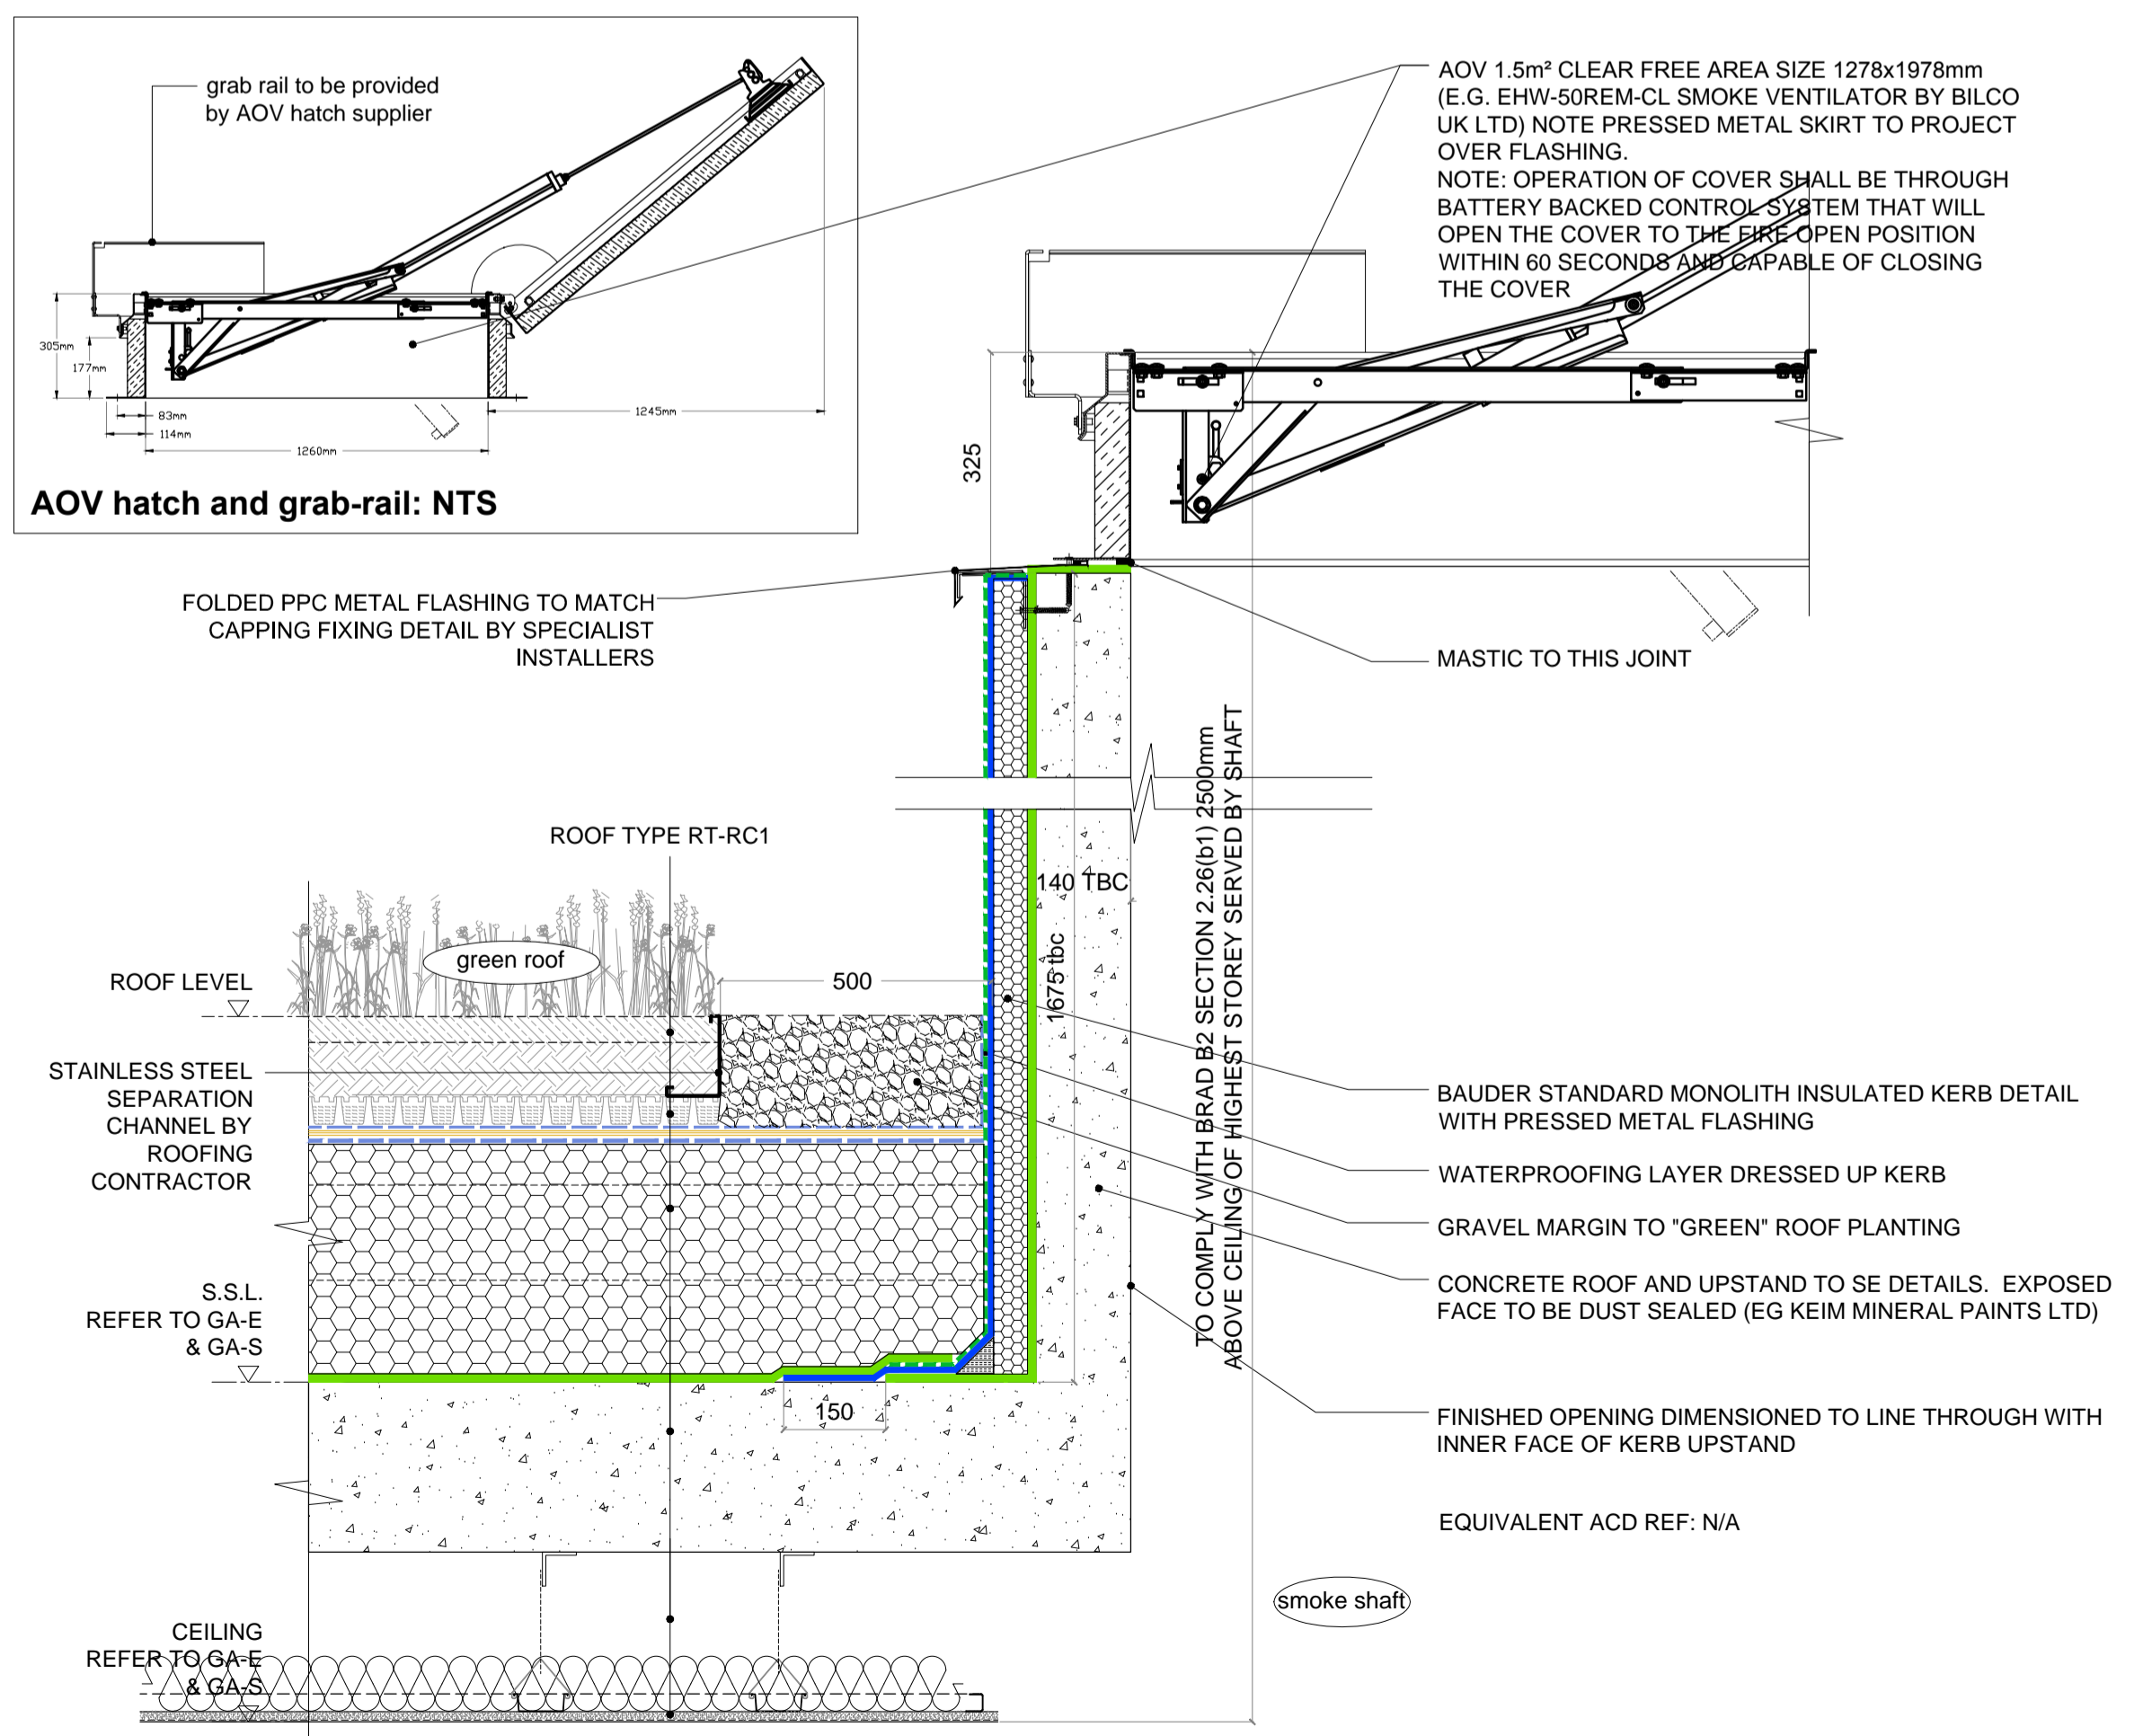 grab rail to be provided
by AOV hatch supplier
305mm
177mm
83mm
114mm
1260mm
1245mm
AOV hatch and grab-rail: NTS
AOV 1.5m² CLEAR FREE AREA SIZE 1278x1978mm
(E.G. EHW-50REM-CL SMOKE VENTILATOR BY BILCO
UK LTD) NOTE PRESSED METAL SKIRT TO PROJECT
OVER FLASHING.
NOTE: OPERATION OF COVER SHALL BE THROUGH
BATTERY BACKED CONTROL SYSTEM THAT WILL
OPEN THE COVER TO THE FIRE OPEN POSITION
WITHIN 60 SECONDS AND CAPABLE OF CLOSING
THE COVER
325
FOLDED PPC METAL FLASHING TO MATCH
CAPPING FIXING DETAIL BY SPECIALIST
INSTALLERS
MASTIC TO THIS JOINT
TO COMPLY WITH BRAD B2 SECTION 2.26(b1) 2500mm
ABOVE CEILING OF HIGHEST STOREY SERVED BY SHAFT
ROOF TYPE RT-RC1
140 TBC
1675 tbc
green roof
500
ROOF LEVEL
STAINLESS STEEL
SEPARATION
CHANNEL BY
ROOFING
CONTRACTOR
BAUDER STANDARD MONOLITH INSULATED KERB DETAIL
WITH PRESSED METAL FLASHING
WATERPROOFING LAYER DRESSED UP KERB
GRAVEL MARGIN TO "GREEN" ROOF PLANTING
CONCRETE ROOF AND UPSTAND TO SE DETAILS. EXPOSED
FACE TO BE DUST SEALED (EG KEIM MINERAL PAINTS LTD)
S.S.L.
REFER TO GA-E
& GA-S
150
FINISHED OPENING DIMENSIONED TO LINE THROUGH WITH
INNER FACE OF KERB UPSTAND
EQUIVALENT ACD REF: N/A
smoke shaft
CEILING
REFER TO GA-E
& GA-S